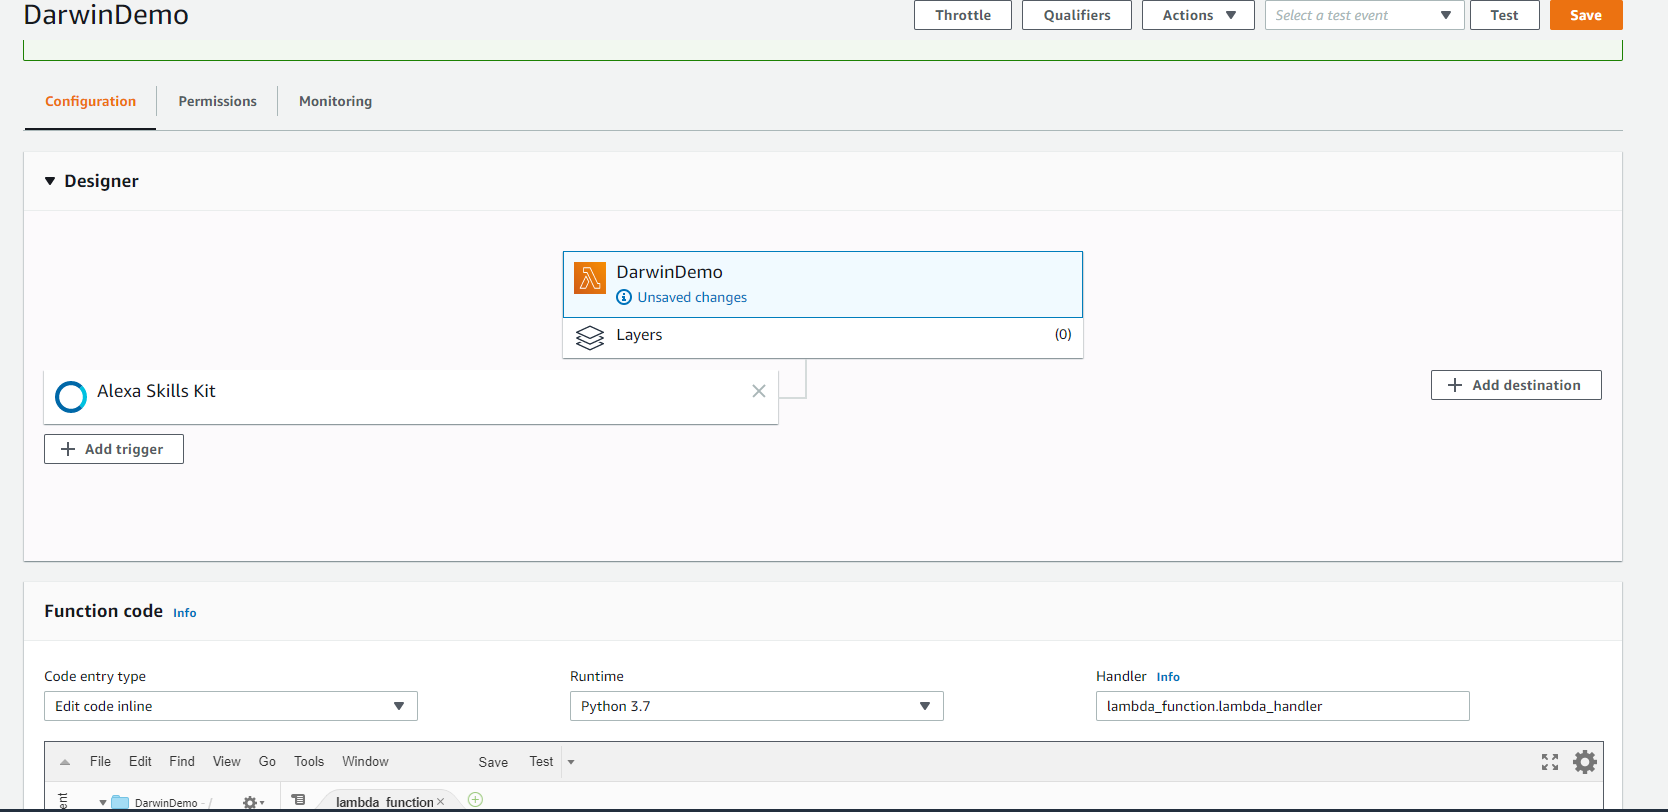 DarwinDemo
Throttle
Qualifiers
Actions
Select a test event
Test
Save
Configuration
Permissions
Monitoring
Designer
DarwinDemo
Unsaved changes
Layers
(0)
Alexa Skills Kit
Add destination
Add trigger
Function code Info
Code entry type
Runtime
Handler Info
Edit code inline
Python 3.7
lambda_function.lambda_handler
File Edit Find View Go Tools Window Save Test
DarwinDemo - /
lambda_function